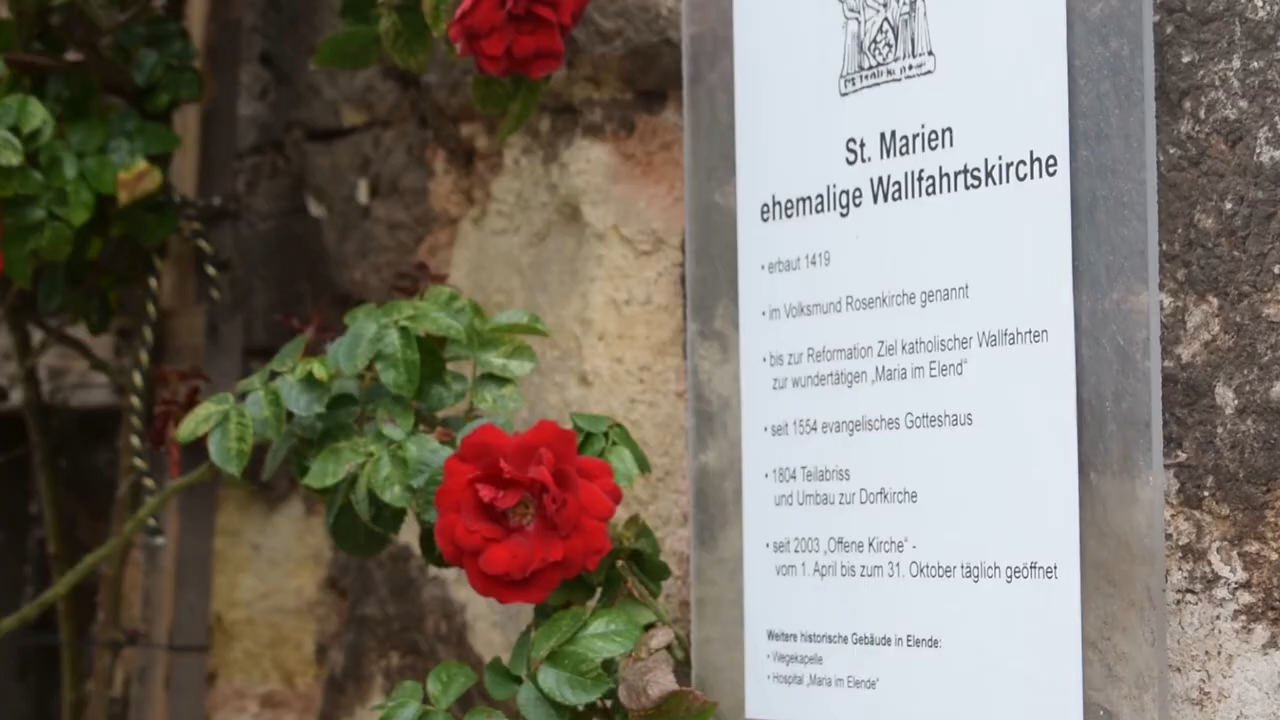 St. Marien
ehemalige Wallfahrtskirche
• erbaut 1419
• im Volksmund Rosenkirche genannt
• bis zur Reformation Ziel katholischer Wallfahrten
zur wundertätigen „Maria im Elend“
• seit 1554 evangelisches Gotteshaus
• 1804 Teilabriss
und Umbau zur Dorfkirche
• seit 2003 „Offene Kirche“ -
vom 1. April bis zum 31. Oktober täglich geöffnet
Weitere historische Gebäude in Elende:
• Wegekapelle
• Hospital „Maria im Elende“